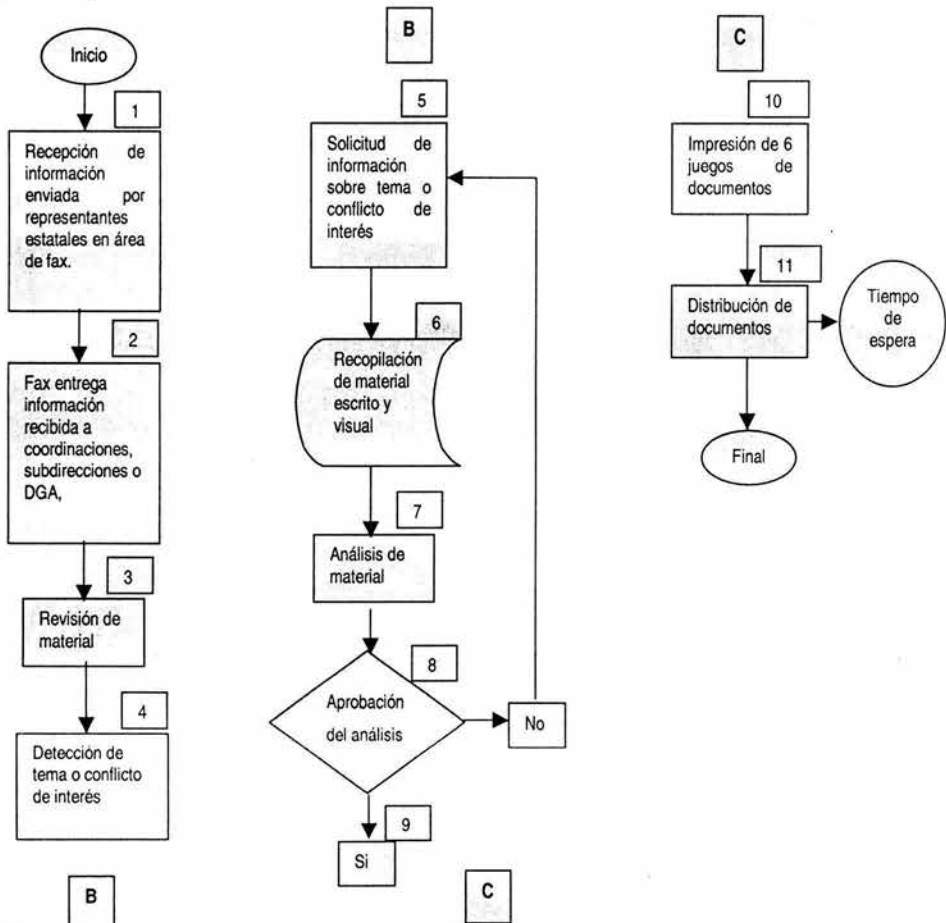 Inicio
1
Recepción de
información
enviada por
representantes
estatales en área
de fax.
2
Fax entrega
información
recibida a
coordinaciones,
subdirecciones o
DGA,
3
Revisión de
material
4
Detección de
tema o conflicto
de interés
B
B
5
Solicitud de
información
sobre tema o
conflicto de
interés
6
Recopilación
de material
escrito y
visual
7
Análisis de
material
8
Aprobación
del análisis
No
9
Si
C
C
10
Impresión de 6
juegos de
documentos
11
Distribución de
documentos
Tiempo
de
espera
Final